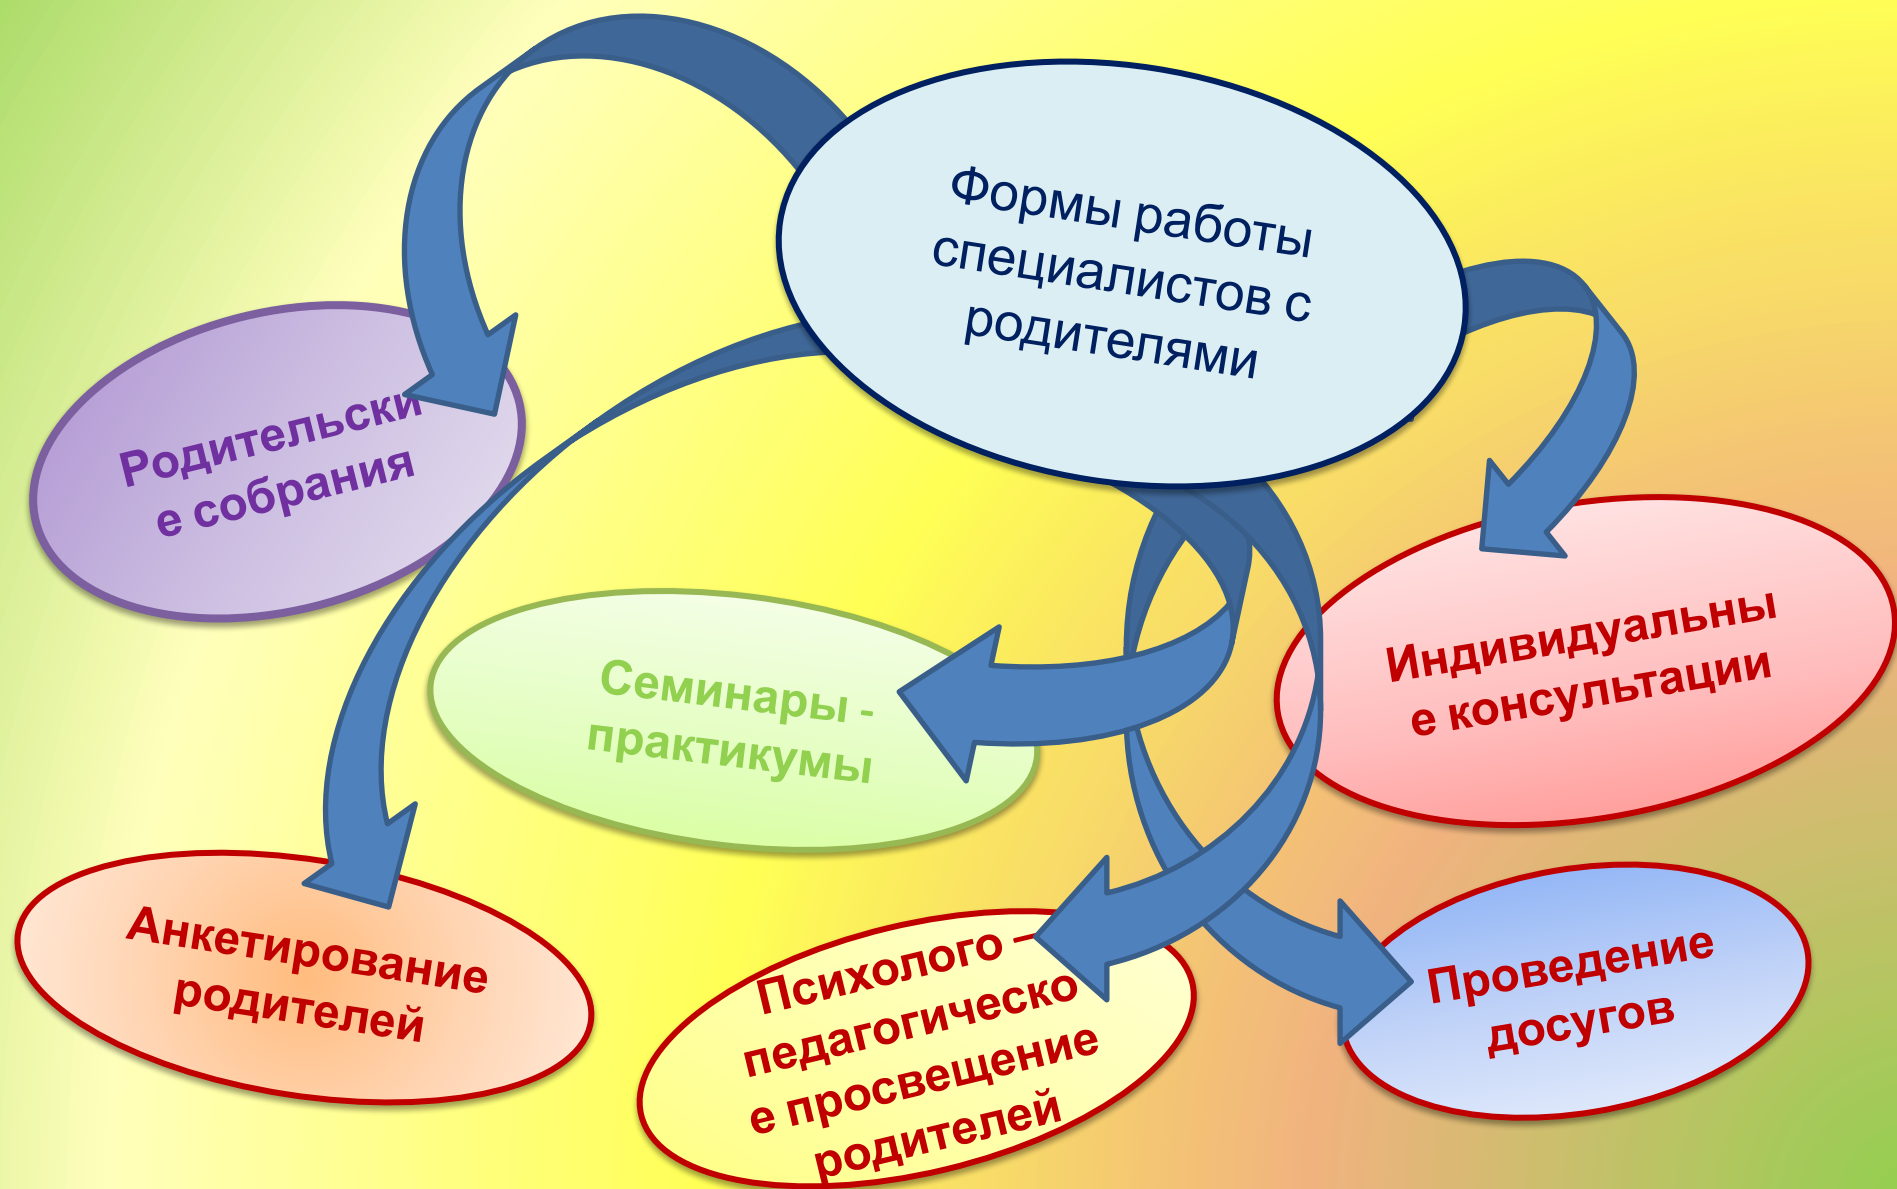 Формы работы
специалистов с
родителями
Родительски
е собрания
Семинары -
практикумы
Индивидуальны
е консультации
Анкетирование
родителей
Психолого –
педагогическо
е просвещение
родителей
Проведение
досугов